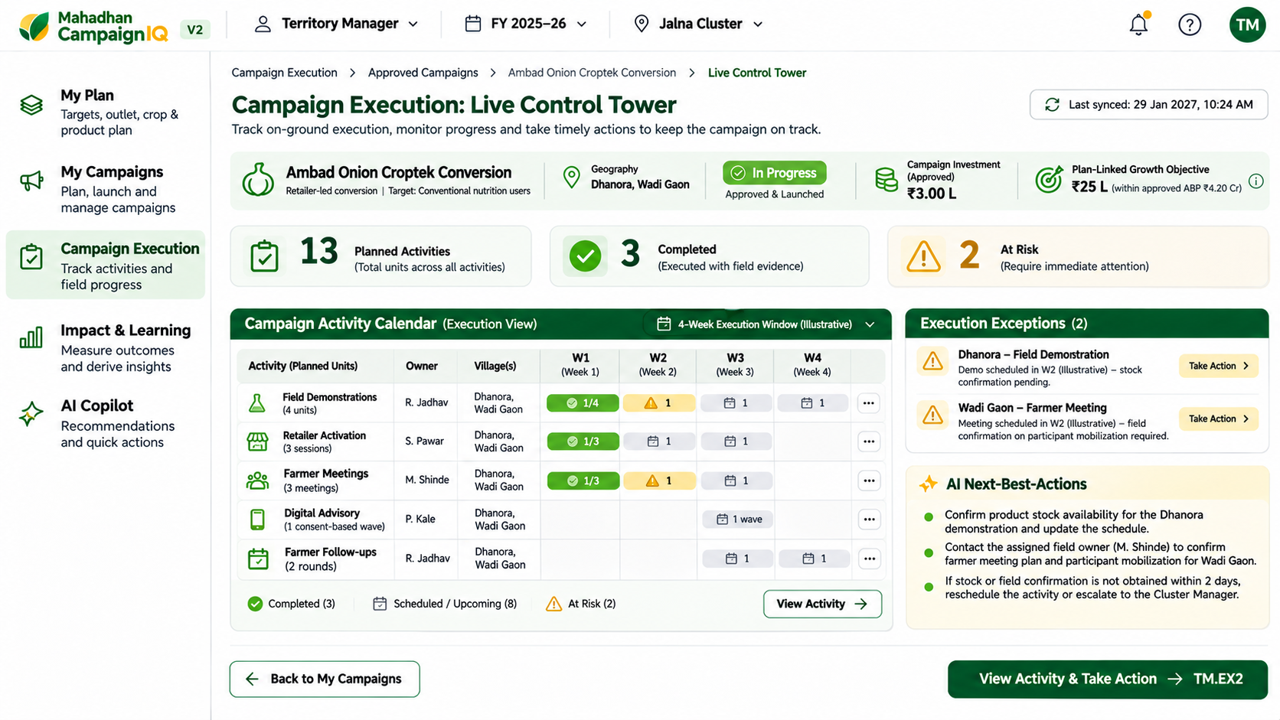 Mahadhan
CampaignIQ V2
Territory Manager
FY 2025–26
Jalna Cluster
TM
My Plan
Targets, outlet, crop &
product plan
My Campaigns
Plan, launch and
manage campaigns
Campaign Execution
Track activities and
field progress
Impact & Learning
Measure outcomes
and derive insights
AI Copilot
Recommendations
and quick actions
Campaign Execution > Approved Campaigns > Ambad Onion Croptek Conversion > Live Control Tower
Campaign Execution: Live Control Tower
Track on-ground execution, monitor progress and take timely actions to keep the campaign on track.
Last synced: 29 Jan 2027, 10:24 AM
Ambad Onion Croptek Conversion
Retailer-led conversion | Target: Conventional nutrition users
Geography
Dhanora, Wadi Gaon
In Progress
Approved & Launched
Campaign Investment
(Approved)
₹3.00 L
Plan-Linked Growth Objective
₹25 L (within approved ABP ₹4.20 Cr)
13 Planned Activities
(Total units across all activities)
3 Completed
(Executed with field evidence)
2 At Risk
(Require immediate attention)
Campaign Activity Calendar (Execution View)
4-Week Execution Window (Illustrative)
Activity (Planned Units) Owner Village(s) W1 W2 W3 W4
(Week 1) (Week 2) (Week 3) (Week 4)
Field Demonstrations R. Jadhav Dhanora, 1/4 1 1 1
(4 units) Wadi Gaon
Retailer Activation S. Pawar Dhanora, 1/3 1 1
(3 sessions) Wadi Gaon
Farmer Meetings M. Shinde Dhanora, 1/3 1 1
(3 meetings) Wadi Gaon
Digital Advisory P. Kale Dhanora, 1 wave
(1 consent-based wave) Wadi Gaon
Farmer Follow-ups R. Jadhav Dhanora, 1 1
(2 rounds) Wadi Gaon
Completed (3) Scheduled / Upcoming (8) At Risk (2)
View Activity →
Execution Exceptions (2)
Dhanora – Field Demonstration
Demo scheduled in W2 (Illustrative) – stock
confirmation pending.
Take Action >
Wadi Gaon – Farmer Meeting
Meeting scheduled in W2 (Illustrative) – field
confirmation on participant mobilization required.
Take Action >
AI Next-Best-Actions
Confirm product stock availability for the Dhanora
demonstration and update the schedule.
Contact the assigned field owner (M. Shinde) to confirm
farmer meeting plan and participant mobilization for Wadi Gaon.
If stock or field confirmation is not obtained within 2 days,
reschedule the activity or escalate to the Cluster Manager.
← Back to My Campaigns
View Activity & Take Action → TM.EX2